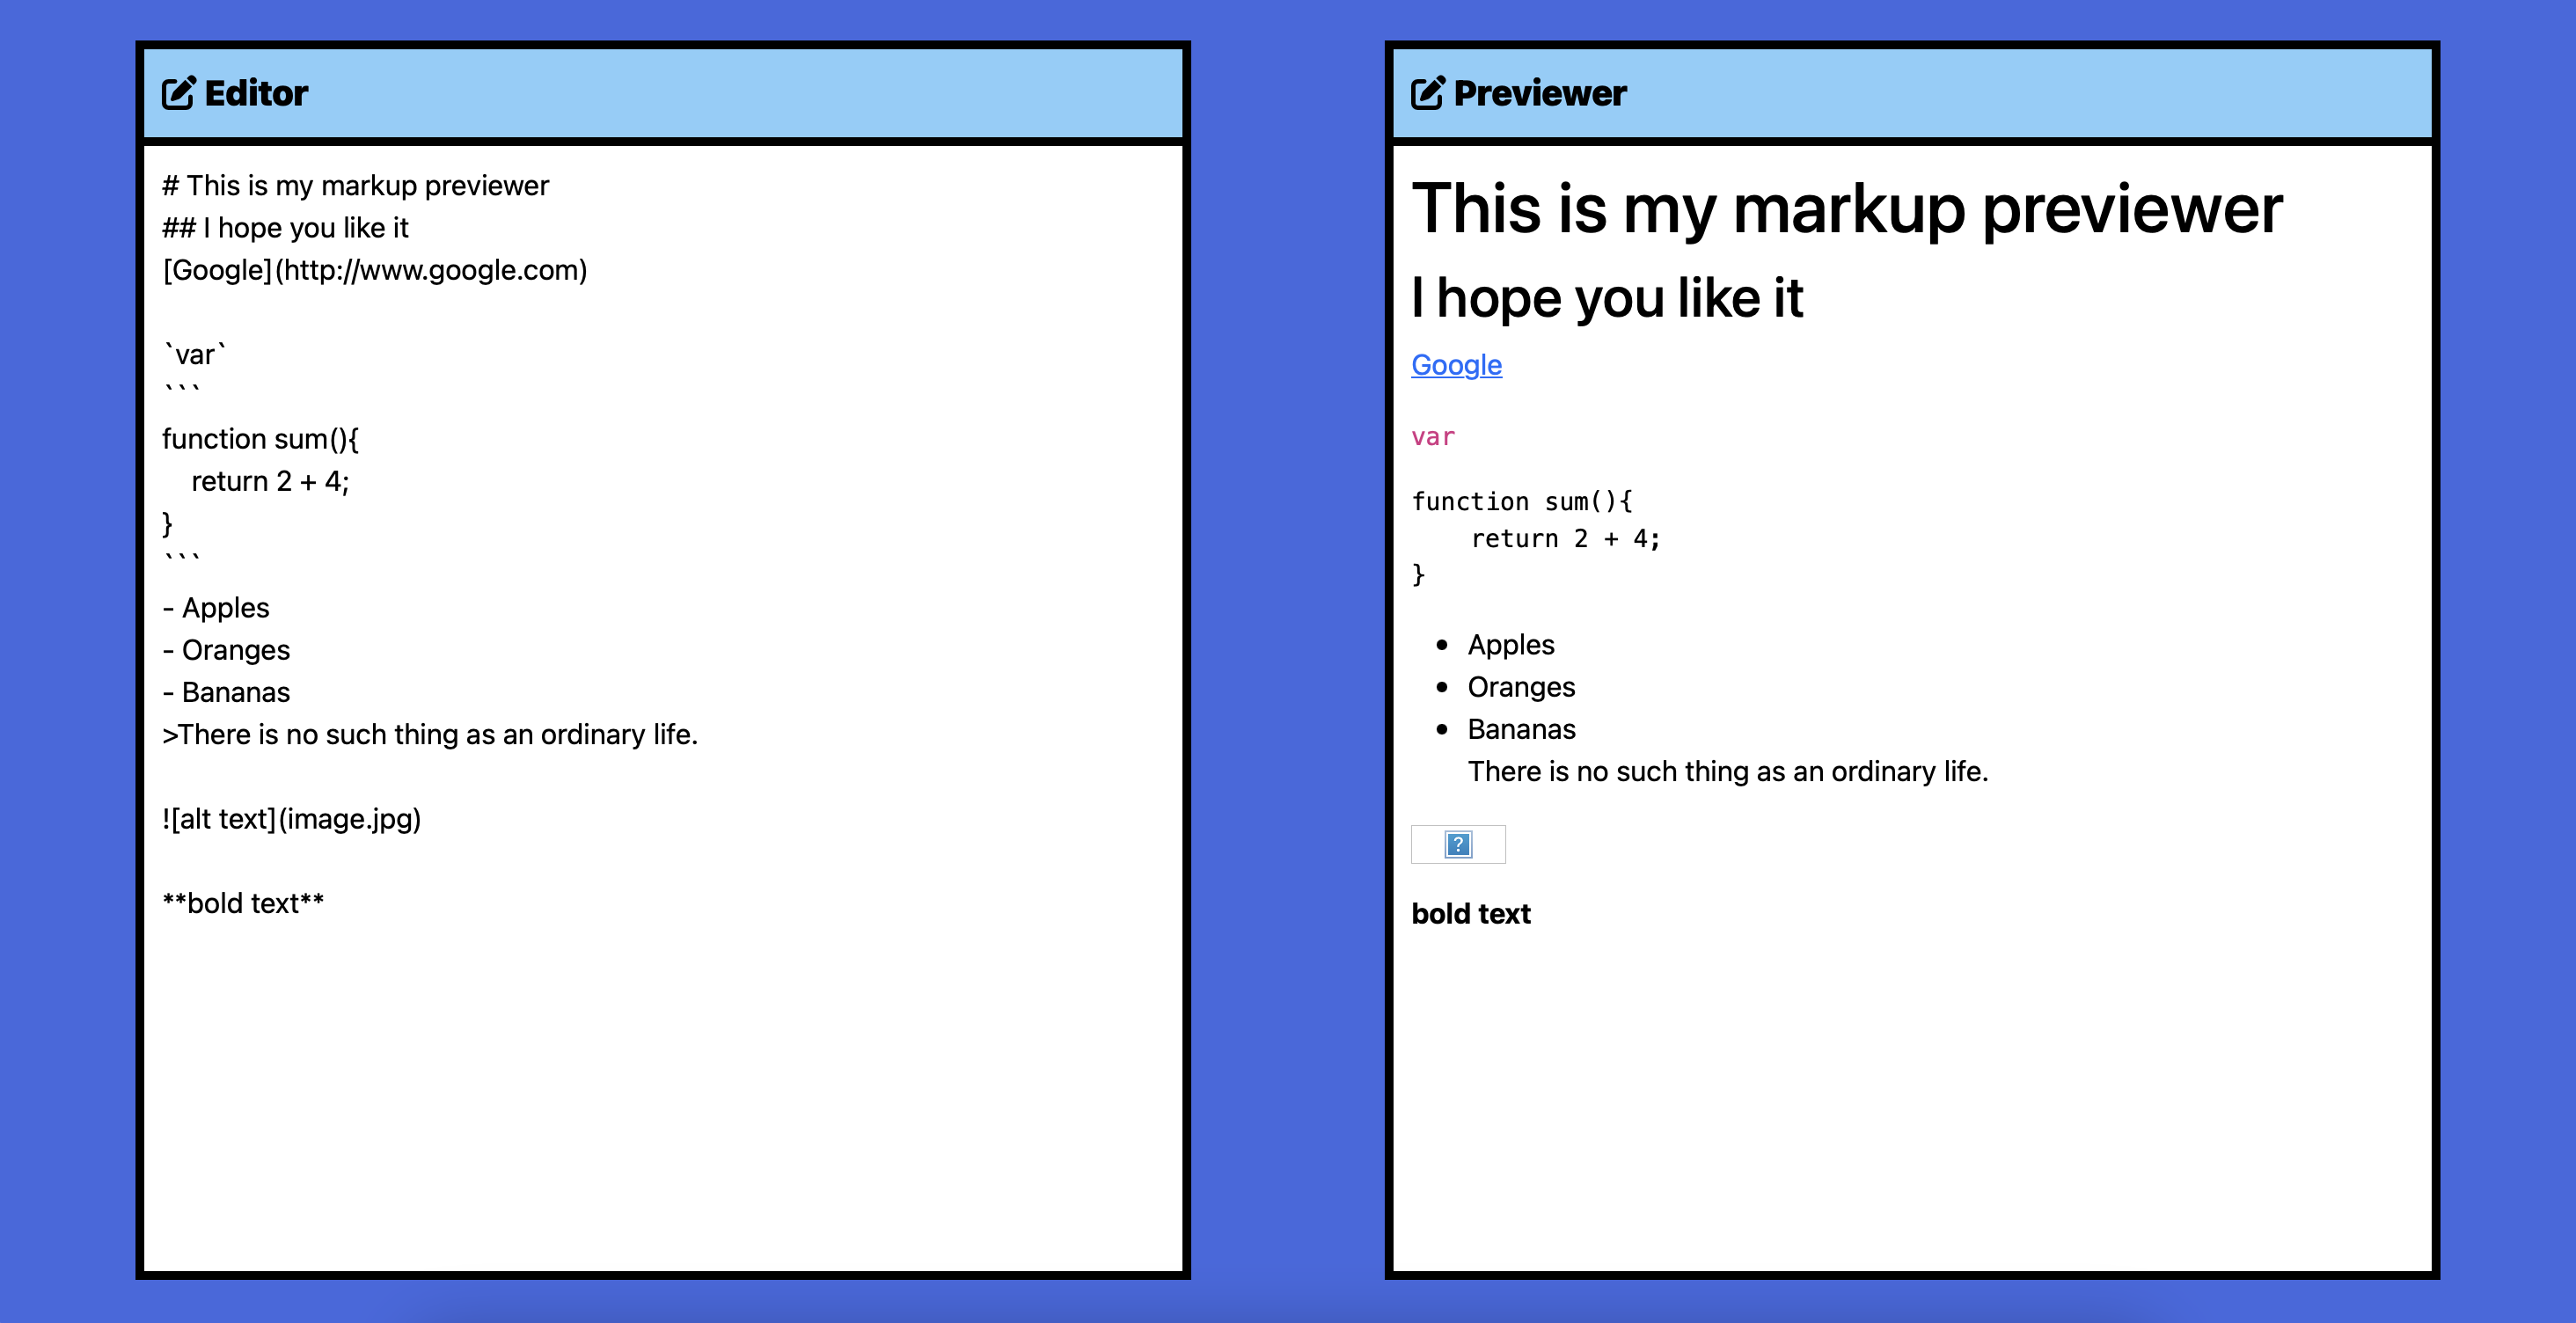 Editor
# This is my markup previewer
## I hope you like it
[Google](http://www.google.com)
`var`
```
function sum(){
    return 2 + 4;
}
```
- Apples
- Oranges
- Bananas
>There is no such thing as an ordinary life.
![alt text](image.jpg)
**bold text**
Previewer
This is my markup previewer
I hope you like it
Google
var
function sum(){
    return 2 + 4;
}
• Apples
• Oranges
• Bananas
There is no such thing as an ordinary life.
?
bold text